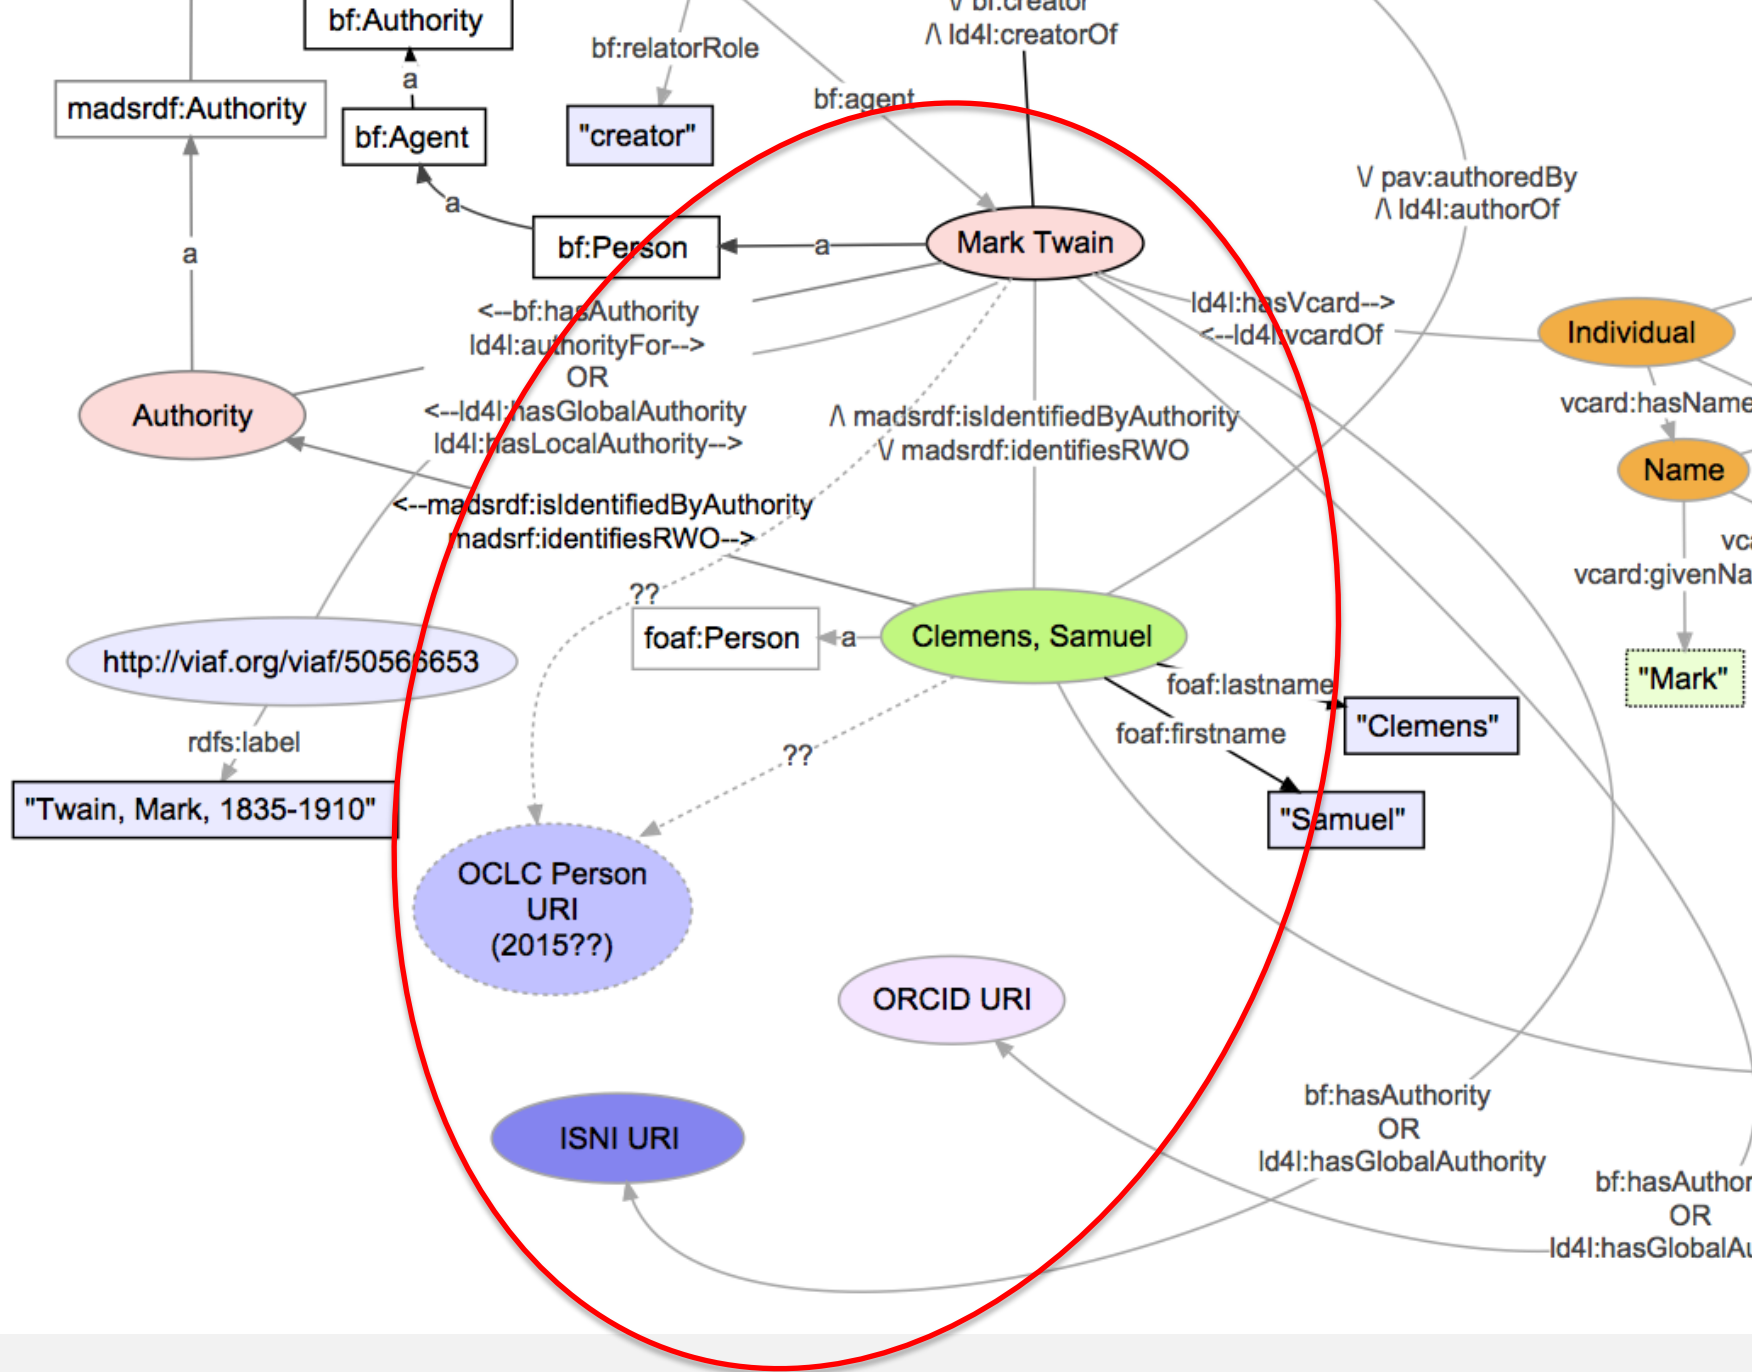 \/ bf:creator
/\ ld4l:creatorOf
bf:Authority
bf:relatorRole
a
bf:agent
madsrdf:Authority
bf:Agent
"creator"
\/ pav:authoredBy
/\ ld4l:authorOf
a
a
bf:Person
a
Mark Twain
ld4l:hasVcard-->
<--ld4l:vcardOf
Individual
<--bf:hasAuthority
ld4l:authorityFor-->
OR
<--ld4l:hasGlobalAuthority
ld4l:hasLocalAuthority-->
Authority
/\ madsrdf:isIdentifiedByAuthority
\/ madsrdf:identifiesRWO
vcard:hasName
Name
<--madsrdf:isIdentifiedByAuthority
madsrf:identifiesRWO-->
vca
vcard:givenNa
??
foaf:Person
a
Clemens, Samuel
http://viaf.org/viaf/50566653
foaf:lastname
"Mark"
rdfs:label
foaf:firstname
"Clemens"
??
"Twain, Mark, 1835-1910"
"Samuel"
OCLC Person
URI
(2015??)
ORCID URI
ISNI URI
bf:hasAuthority
OR
ld4l:hasGlobalAuthority
bf:hasAuthor
OR
ld4l:hasGlobalAu